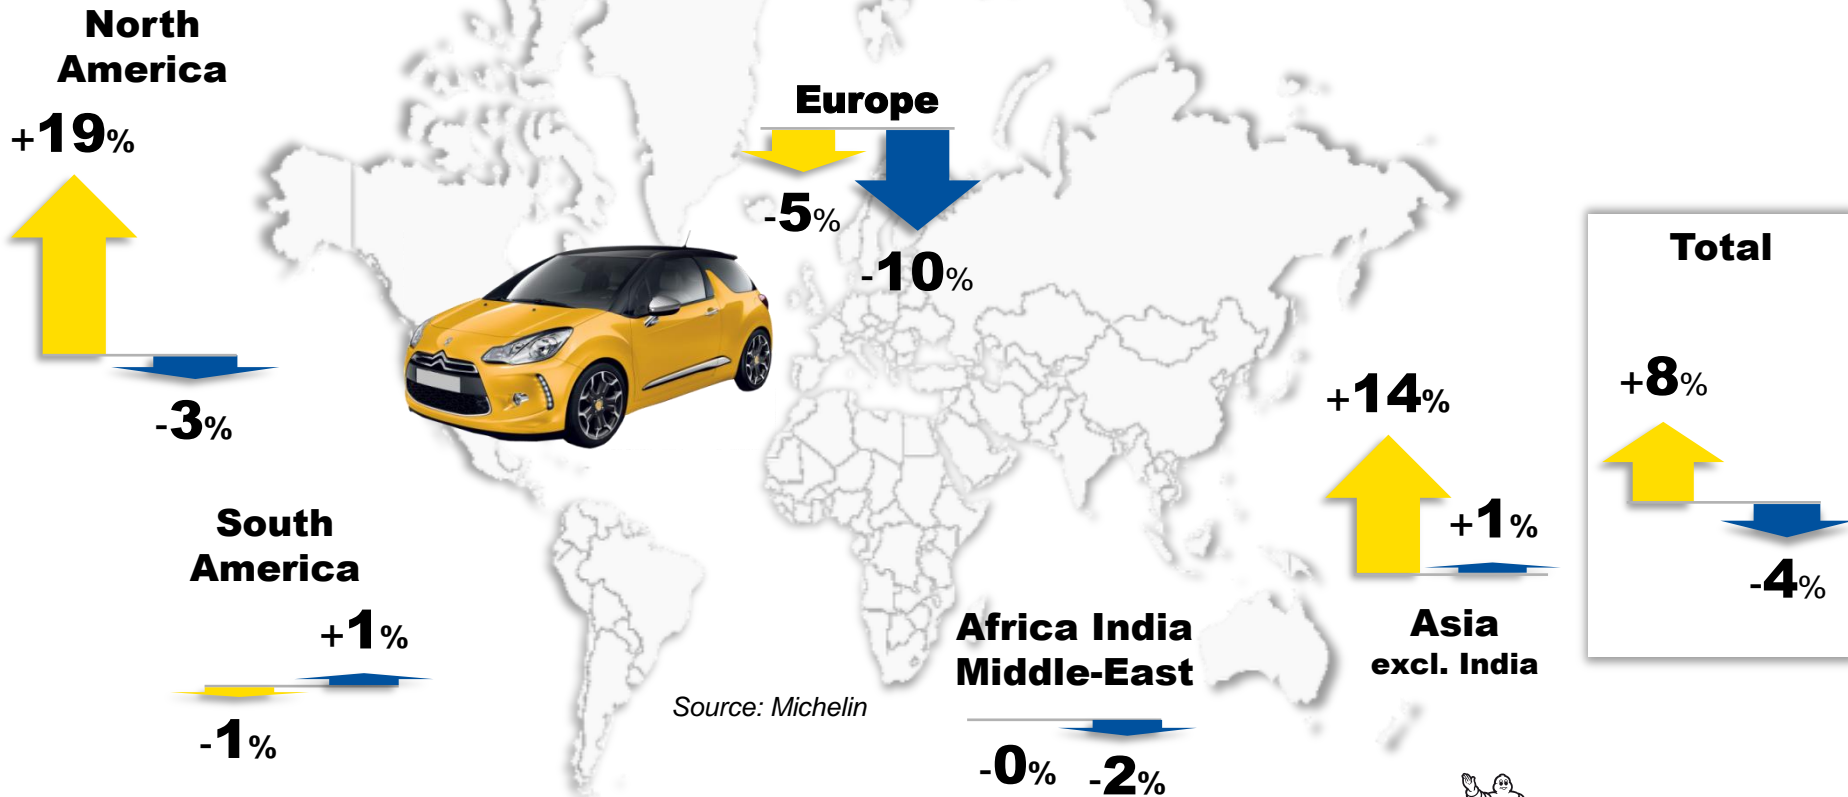 North
America
+19%
-3%
Europe
-5%
-10%
South
America
+1%
-1%
Source: Michelin
Africa India
Middle-East
-0%
-2%
+14%
+1%
Asia
excl. India
Total
+8%
-4%